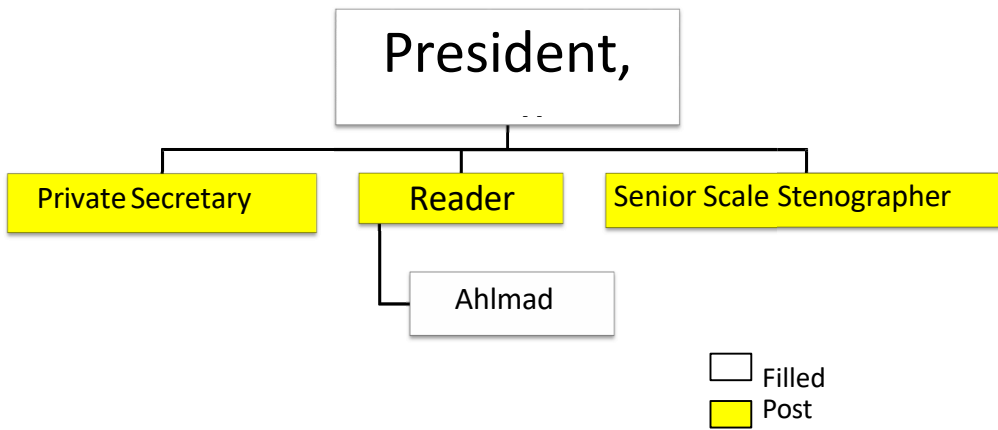 President,
Private Secretary
Reader
Senior Scale Stenographer
Ahlmad
Filled
Post